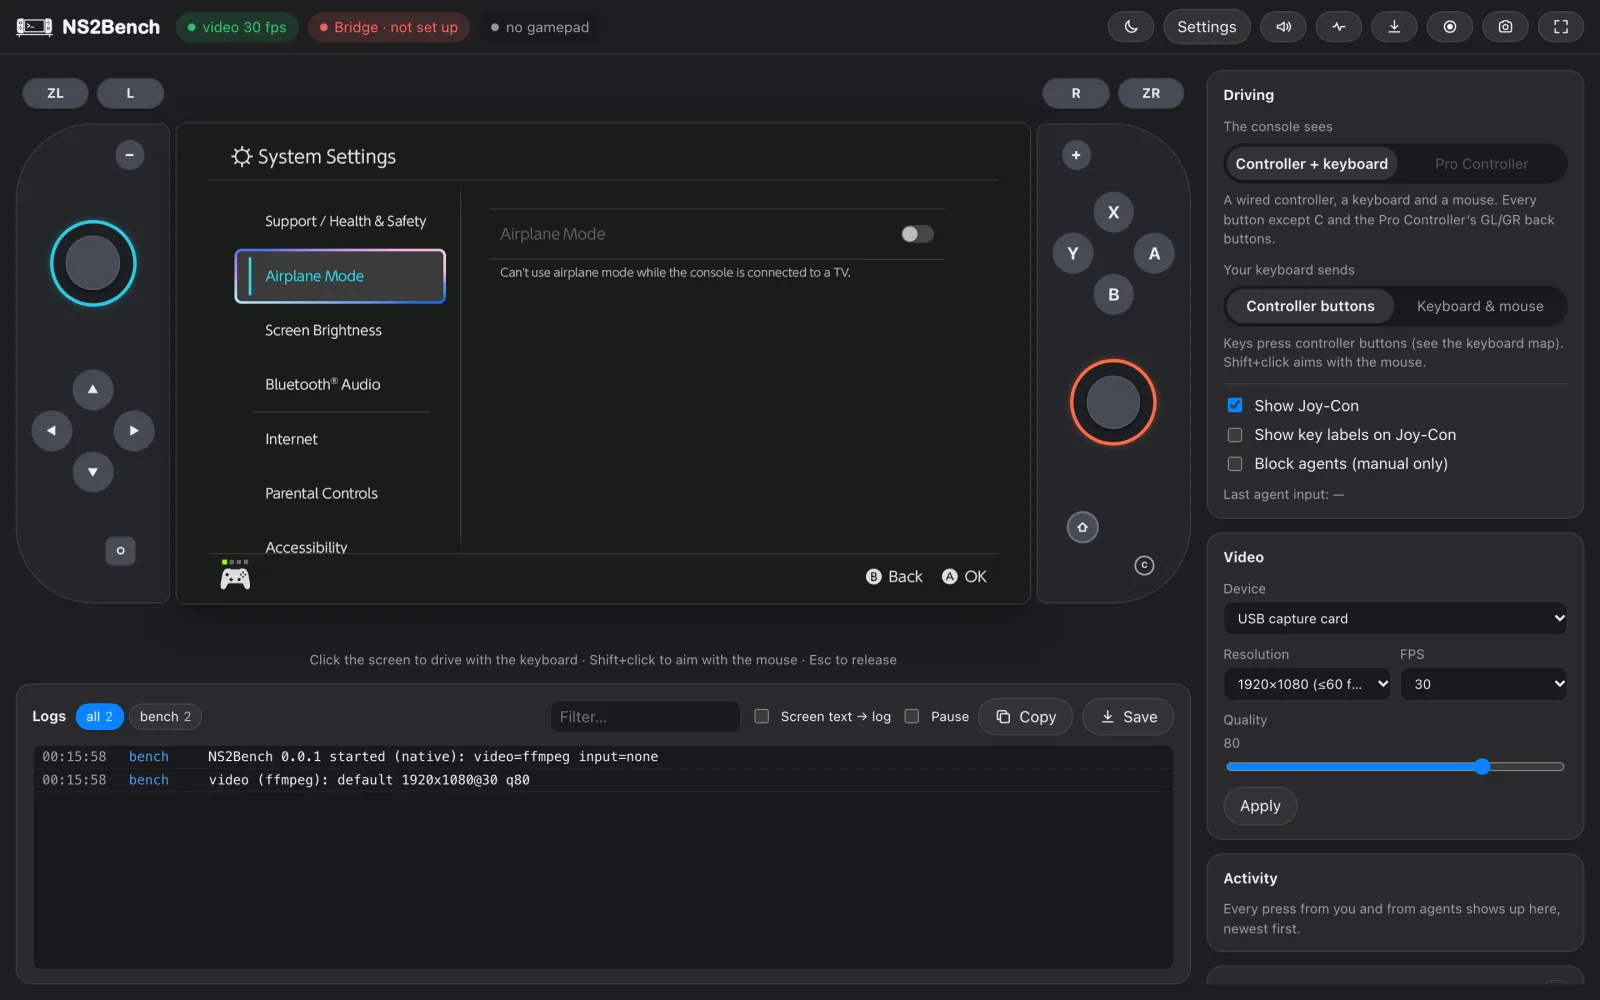 NS2Bench
video 30 fps
Bridge · not set up
no gamepad
Settings
ZL
L
R
ZR
System Settings
Support / Health & Safety
Airplane Mode
Screen Brightness
Bluetooth® Audio
Internet
Parental Controls
Accessibility
Airplane Mode
Can't use airplane mode while the console is connected to a TV.
B Back
A OK
X
Y
A
B
C
Click the screen to drive with the keyboard · Shift+click to aim with the mouse · Esc to release
Logs
all 2
bench 2
Filter...
Screen text → log
Pause
Copy
Save
00:15:58 bench NS2Bench 0.0.1 started (native): video=ffmpeg input=none
00:15:58 bench video (ffmpeg): default 1920x1080@30 q80
Driving
The console sees
Controller + keyboard
Pro Controller
A wired controller, a keyboard and a mouse. Every
button except C and the Pro Controller's GL/GR back
buttons.
Your keyboard sends
Controller buttons
Keyboard & mouse
Keys press controller buttons (see the keyboard map).
Shift+click aims with the mouse.
Show Joy-Con
Show key labels on Joy-Con
Block agents (manual only)
Last agent input: —
Video
Device
USB capture card
Resolution
FPS
1920×1080 (≤60 f...
30
Quality
80
Apply
Activity
Every press from you and from agents shows up here,
newest first.